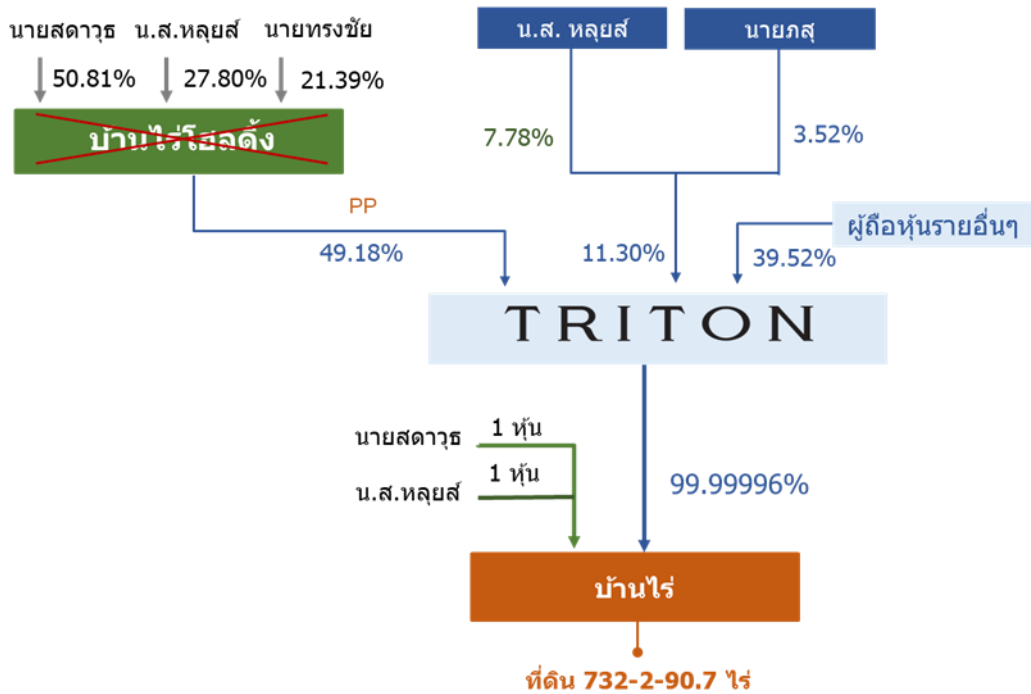 นายสดาวุธ น.ส.หลุยส์ นายทรงชัย
50.81% 27.80% 21.39%
บ้านไร่โฮลดิ้ง
น.ส. หลุยส์ นายภสุ
7.78% 3.52%
PP
49.18%
11.30%
ผู้ถือหุ้นรายอื่นๆ
39.52%
TRITON
นายสดาวุธ 1 หุ้น
น.ส.หลุยส์ 1 หุ้น
99.99996%
บ้านไร่
ที่ดิน 732-2-90.7 ไร่